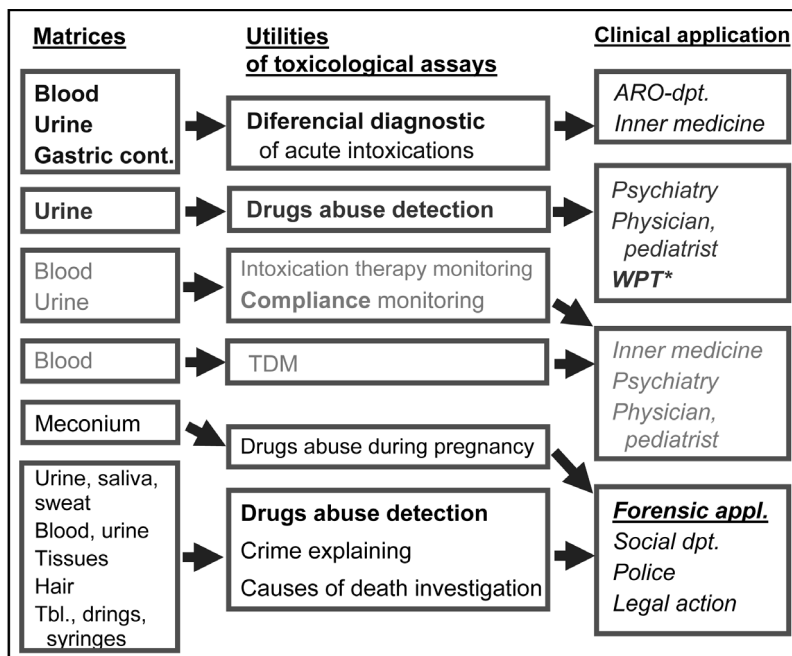 Matrices
Utilities
of toxicological assays
Clinical application
Blood
Urine
Gastric cont.
Diferencial diagnostic
of acute intoxications
ARO-dpt.
Inner medicine
Urine
Drugs abuse detection
Psychiatry
Physician,
pediatrist
WPT*
Blood
Urine
Intoxication therapy monitoring
Compliance monitoring
Blood
TDM
Inner medicine
Psychiatry
Physician,
pediatrist
Meconium
Drugs abuse during pregnancy
Urine, saliva,
sweat
Blood, urine
Tissues
Hair
Tbl., drings,
syringes
Drugs abuse detection
Crime explaining
Causes of death investigation
Forensic appl.
Social dpt.
Police
Legal action